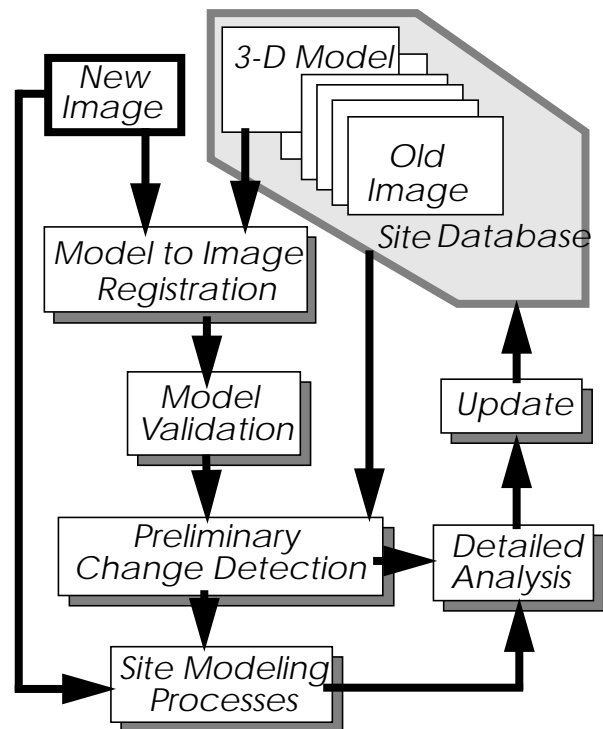 New
Image
3-D Model
Old
Image
Site Database
Model to Image
Registration
Model
Validation
Update
Preliminary
Change Detection
Detailed
Analysis
Site Modeling
Processes